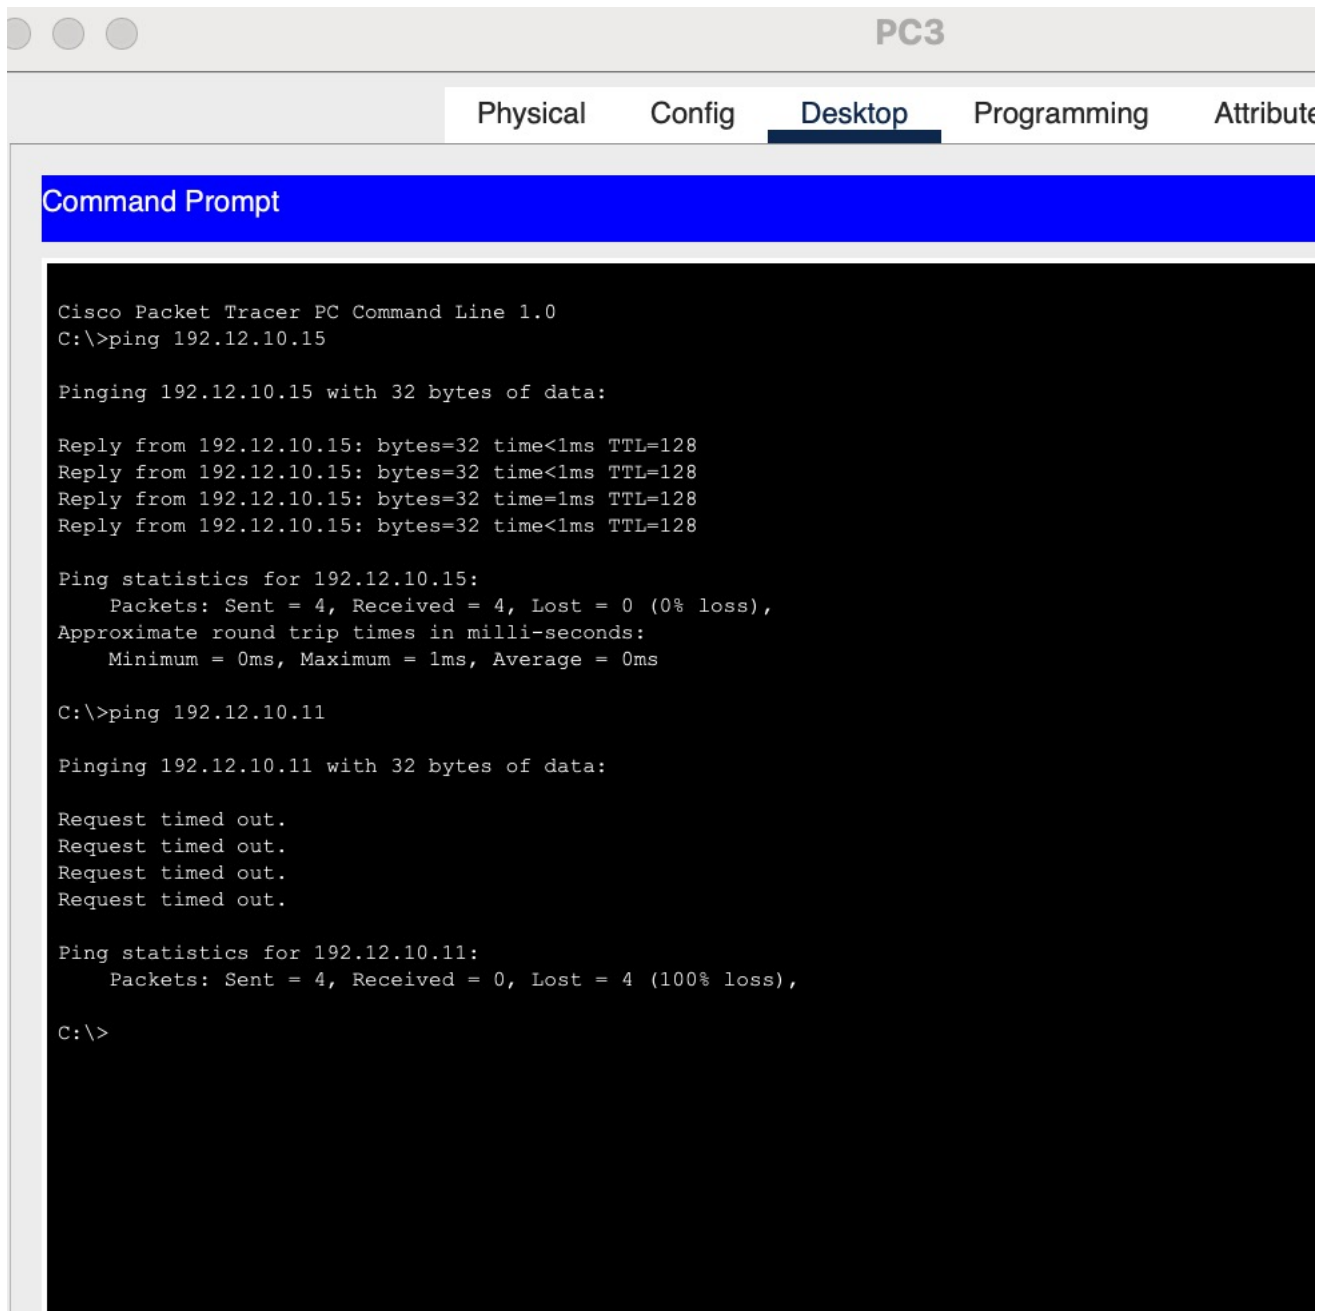 PC3
Physical Config Desktop Programming Attribute
Command Prompt
Cisco Packet Tracer PC Command Line 1.0
C:\>ping 192.12.10.15
Pinging 192.12.10.15 with 32 bytes of data:
Reply from 192.12.10.15: bytes=32 time<1ms TTL=128
Reply from 192.12.10.15: bytes=32 time<1ms TTL=128
Reply from 192.12.10.15: bytes=32 time=1ms TTL=128
Reply from 192.12.10.15: bytes=32 time<1ms TTL=128
Ping statistics for 192.12.10.15:
    Packets: Sent = 4, Received = 4, Lost = 0 (0% loss),
Approximate round trip times in milli-seconds:
    Minimum = 0ms, Maximum = 1ms, Average = 0ms
C:\>ping 192.12.10.11
Pinging 192.12.10.11 with 32 bytes of data:
Request timed out.
Request timed out.
Request timed out.
Request timed out.
Ping statistics for 192.12.10.11:
    Packets: Sent = 4, Received = 0, Lost = 4 (100% loss),
C:\>